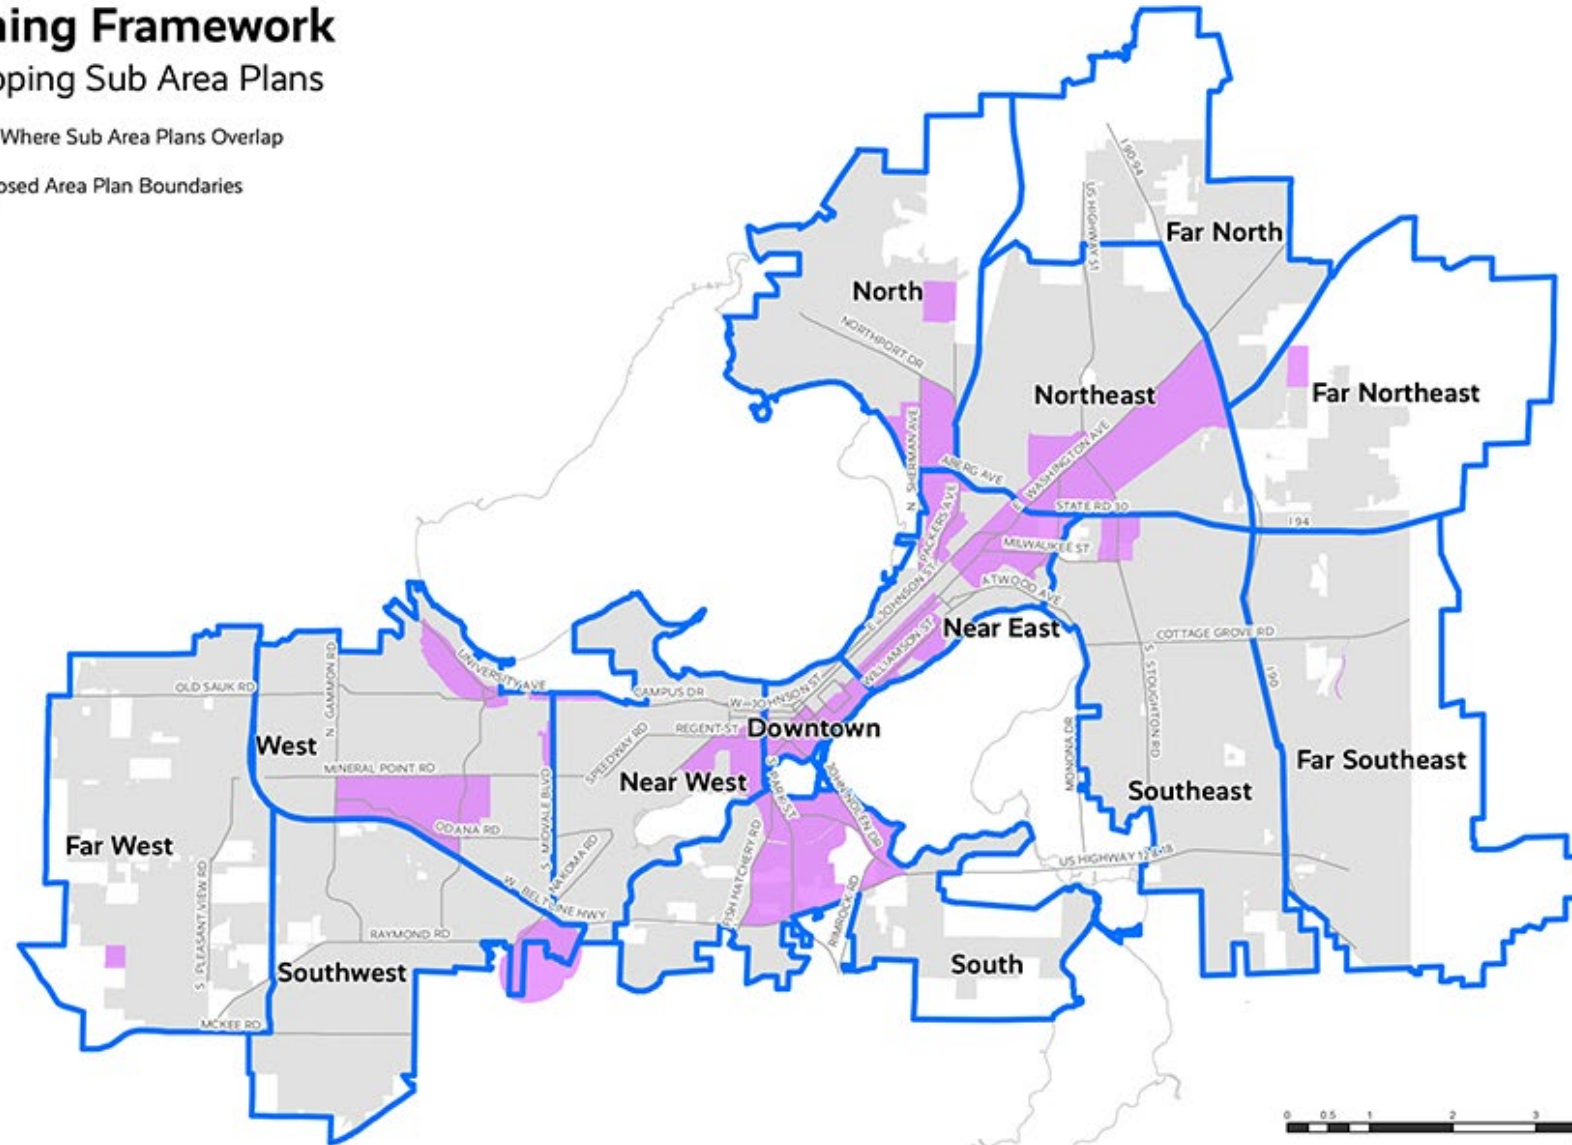 ning Framework
pping Sub Area Plans
Where Sub Area Plans Overlap
osed Area Plan Boundaries
I 90-94
US HIGHWAY 51
Far North
North
NORTHPORT DR
Northeast
Far Northeast
N SHERMAN AVE
ABERG AVE
E WASHINGTON AVE
PACKERS AVE
STATE RD 30
I 94
MILWAUKEE ST
E JOHNSON ST
ATWOOD AVE
WILLIAMSON ST
Near East
COTTAGE GROVE RD
UNIVERSITY AVE
N GAMMON RD
OLD SAUK RD
CAMPUS DR
W JOHNSON ST
S STOUGHTON RD
I 90
REGENT ST
Downtown
SPEEDWAY RD
West
MONONA DR
MINERAL POINT RD
Near West
S PARK ST
JOHN NOLEN DR
Far Southeast
Southeast
S MIDVALE BLVD
ODANA RD
Far West
NAKOMA RD
FISH HATCHERY RD
US HIGHWAY 12 & 18
W BELTLINE HWY
RIMROCK RD
S PLEASANT VIEW RD
RAYMOND RD
Southwest
South
MCKEE RD
0 0.5 1 2 3